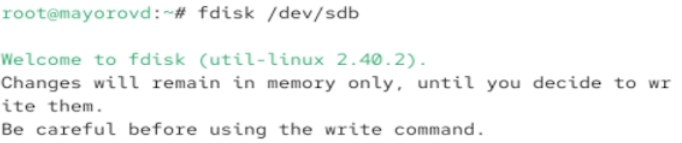 root@mayorovd:~# fdisk /dev/sdb
Welcome to fdisk (util-linux 2.40.2).
Changes will remain in memory only, until you decide to wr
ite them.
Be careful before using the write command.